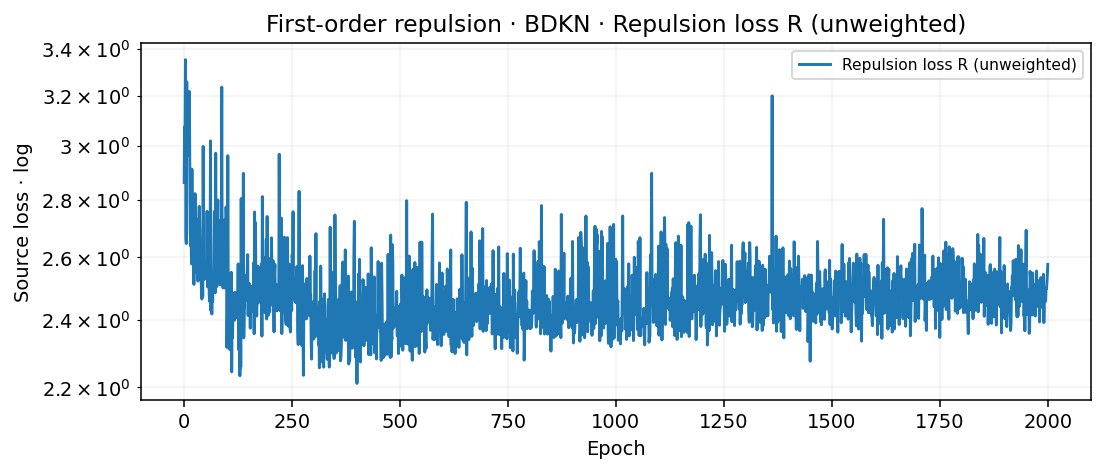 First-order repulsion · BDKN · Repulsion loss R (unweighted)
Repulsion loss R (unweighted)
Source loss · log
3.4 × 10⁰
3.2 × 10⁰
3 × 10⁰
2.8 × 10⁰
2.6 × 10⁰
2.4 × 10⁰
2.2 × 10⁰
0 250 500 750 1000 1250 1500 1750 2000
Epoch